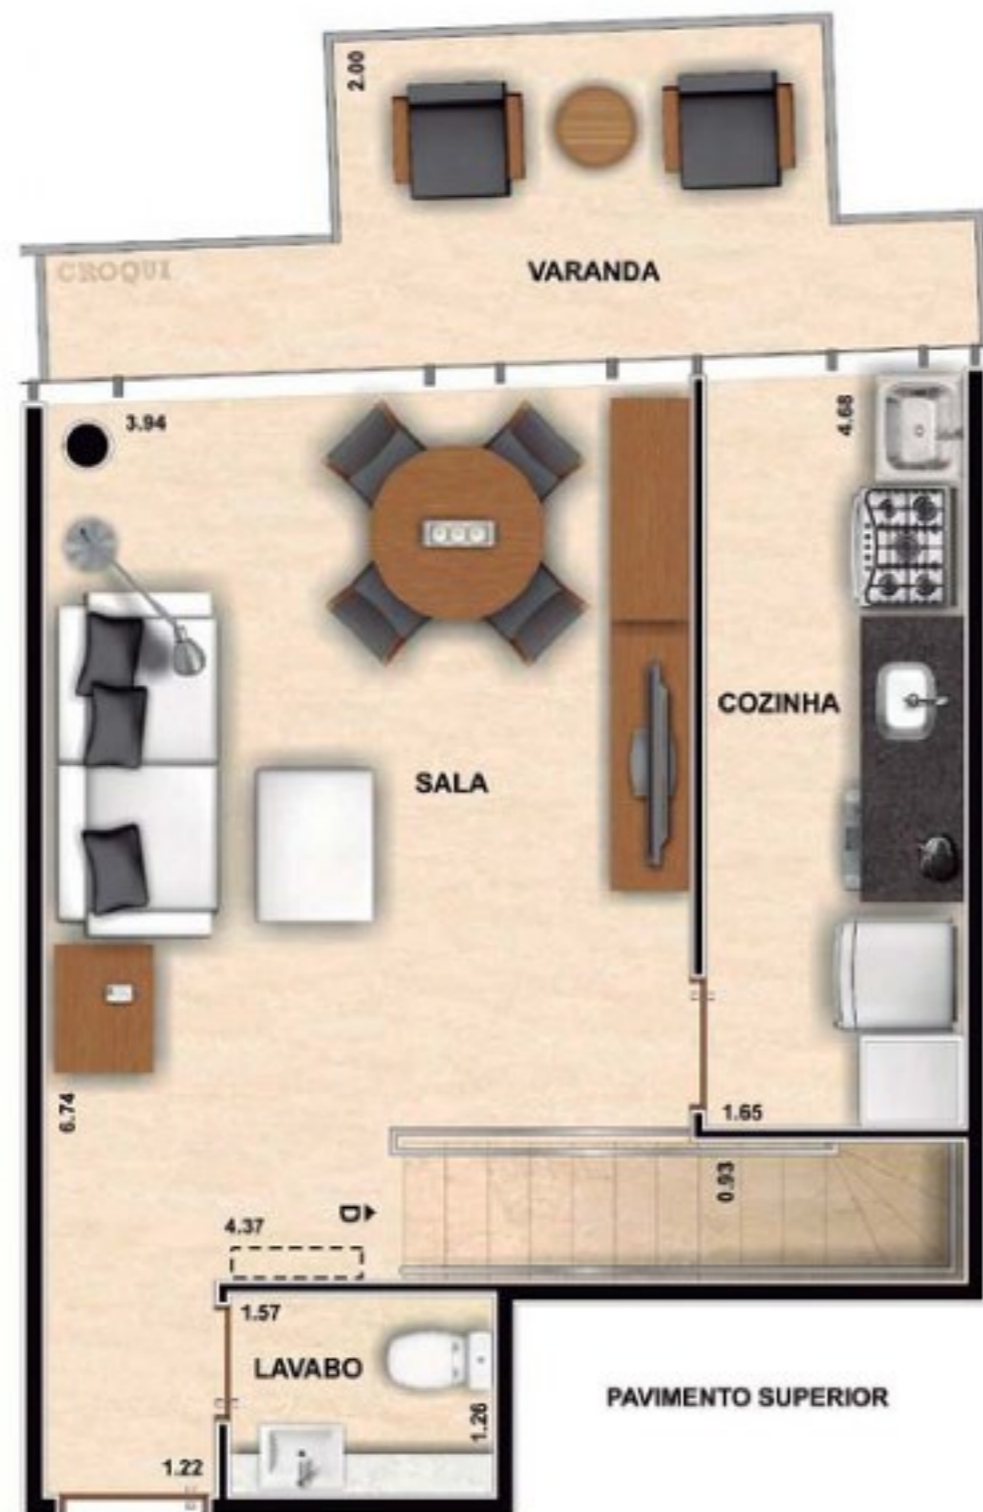 2.00
CROQUI
VARANDA
3.94
4.68
COZINHA
SALA
6.74
1.65
0.93
D
4.37
1.57
LAVABO
1.26
PAVIMENTO SUPERIOR
1.22